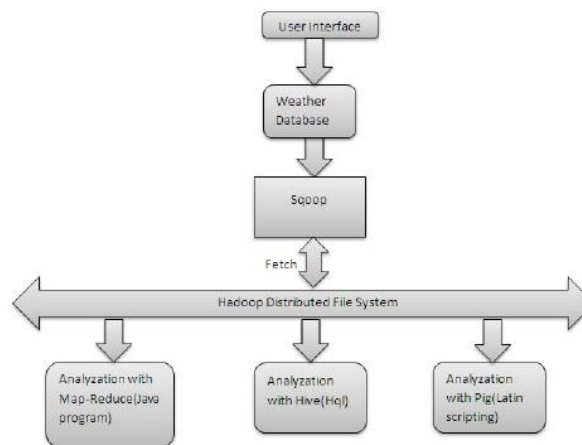 User Interface
Weather
Database
Sqoop
Fetch
Hadoop Distributed File System
Analyzation with
Map-Reduce(Java
program)
Analyzation
with Hive(Hql)
Analyzation
with Pig(Latin
scripting)